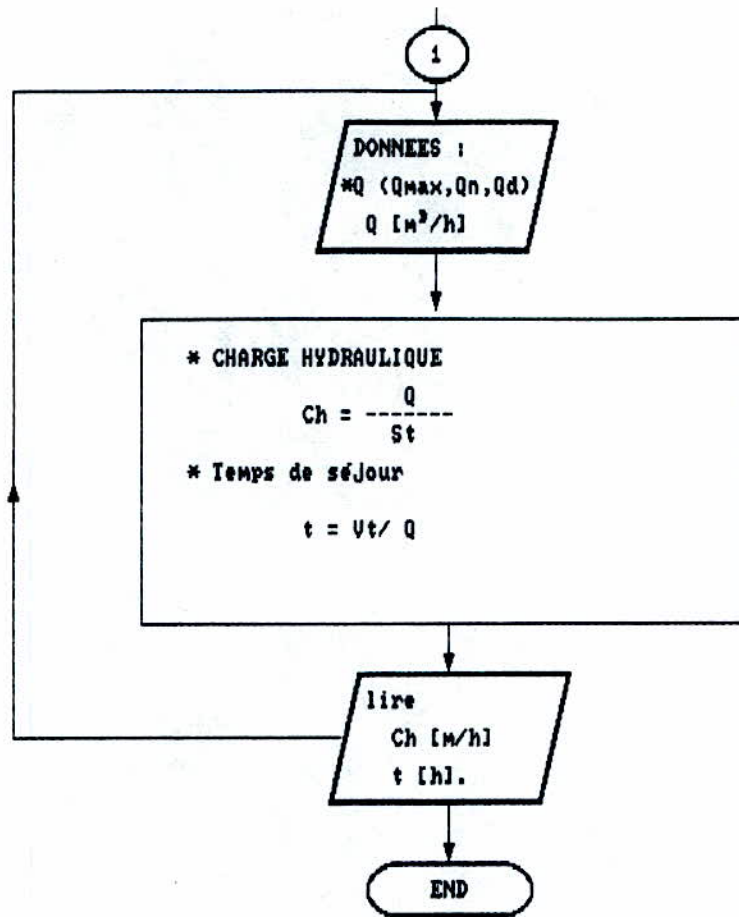 1
DONNEES :
*Q (Qmax,Qn,Qd)
Q [m³/h]
* CHARGE HYDRAULIQUE
Q
Ch = -------
St
* Temps de séjour
t = Vt/ Q
lire
Ch [m/h]
t [h].
END